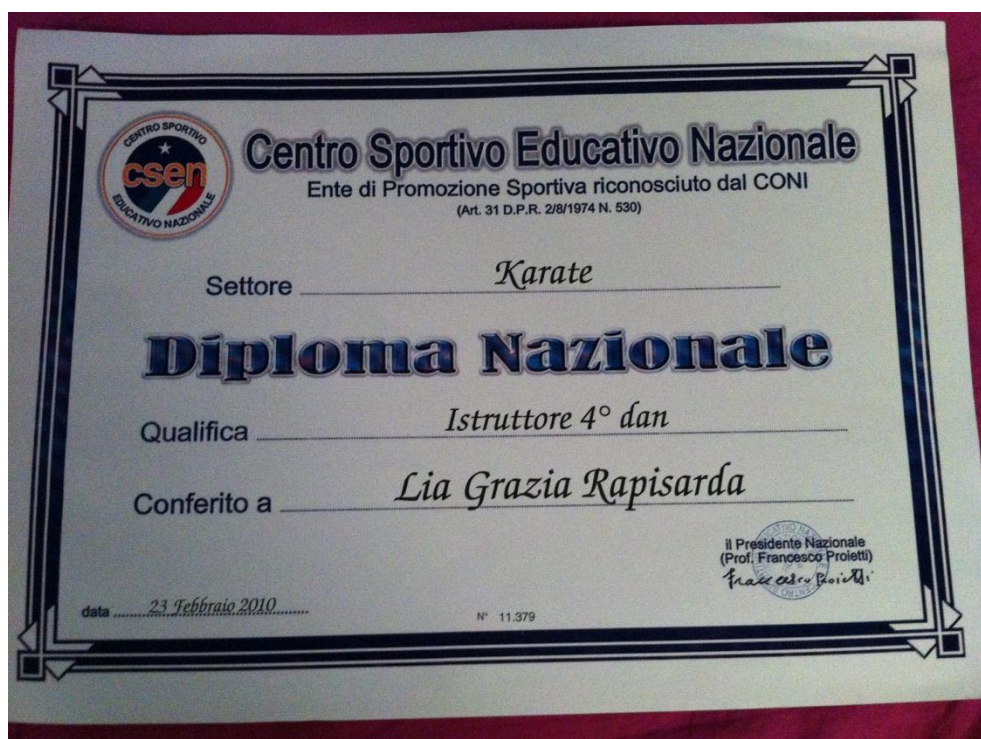 CENTRO SPORTIVO
csen
EDUCATIVO NAZIONALE
Centro Sportivo Educativo Nazionale
Ente di Promozione Sportiva riconosciuto dal CONI
(Art. 31 D.P.R. 2/8/1974 N. 530)
Settore Karate
Diploma Nazionale
Qualifica Istruttore 4° dan
Conferito a Lia Grazia Rapisarda
il Presidente Nazionale
(Prof. Francesco Proietti)
Francesco Proietti
data 23 Febbraio 2010
N° 11.379